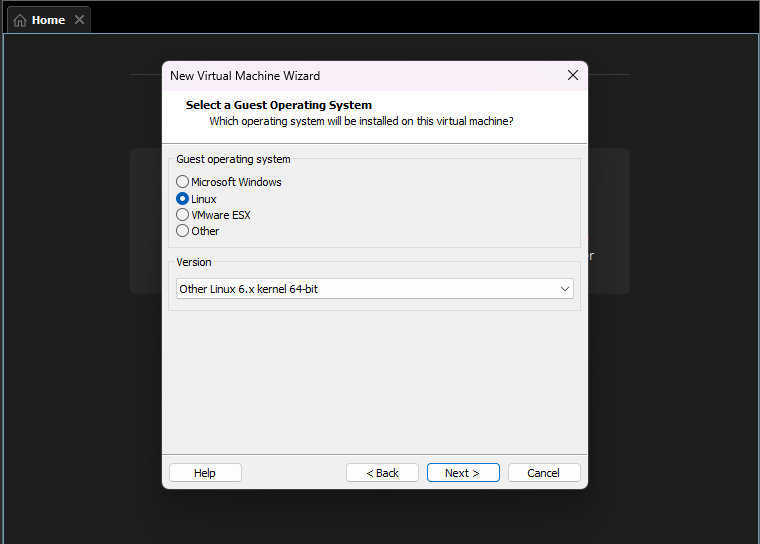 Home
New Virtual Machine Wizard
Select a Guest Operating System
Which operating system will be installed on this virtual machine?
Guest operating system
Microsoft Windows
Linux
VMware ESX
Other
er
Version
Other Linux 6.x kernel 64-bit
Help
< Back
Next >
Cancel